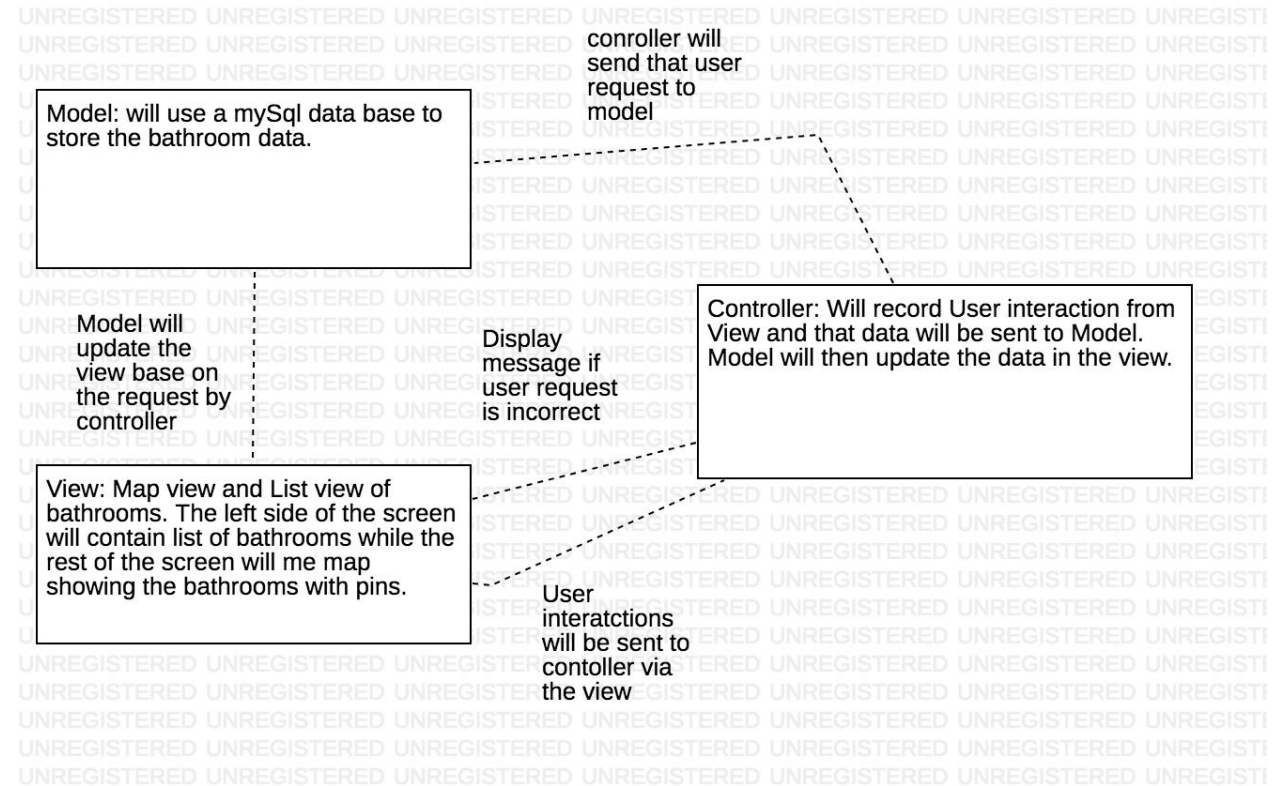 conroller will
send that user
request to
model
Model: will use a mySql data base to
store the bathroom data.
Controller: Will record User interaction from
View and that data will be sent to Model.
Model will then update the data in the view.
Model will
update the
view base on
the request by
controller
Display
message if
user request
is incorrect
View: Map view and List view of
bathrooms. The left side of the screen
will contain list of bathrooms while the
rest of the screen will me map
showing the bathrooms with pins.
User
interatctions
will be sent to
contoller via
the view
UNREGISTERED